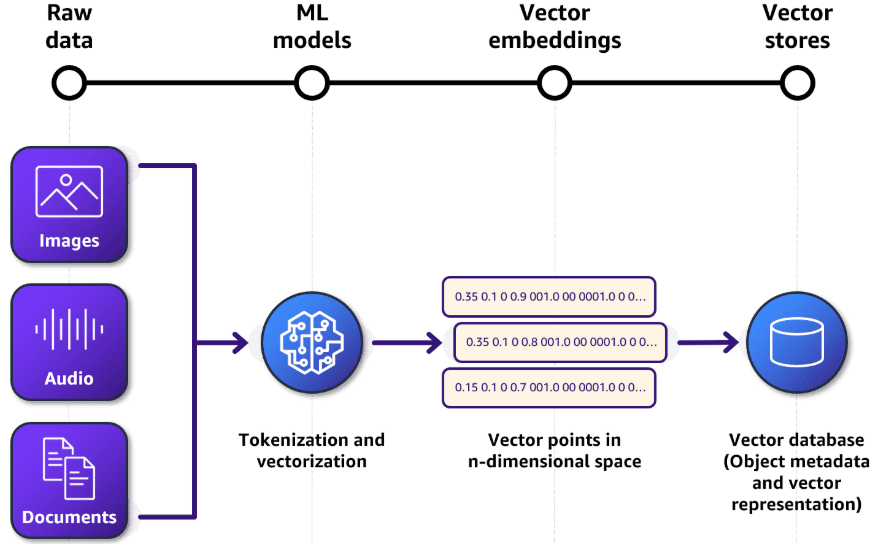 Raw
data
ML
models
Vector
embeddings
Vector
stores
Images
Audio
Documents
Tokenization and
vectorization
0.35 0.1 0 0.9 001.0 00 0001.0 0 0...
0.35 0.1 0 0.8 001.0 00 0001.0 0 0...
0.15 0.1 0 0.7 001.0 00 0001.0 0 0...
Vector points in
n-dimensional space
Vector database
(Object metadata
and vector
representation)